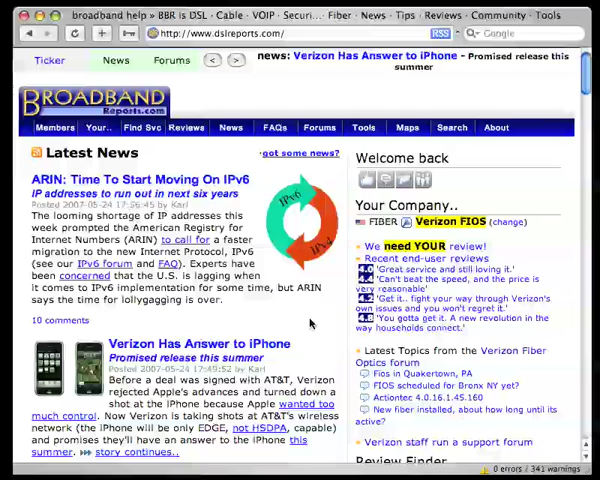 broadband help » BBR is DSL - Cable - VOIP - Securi... - Fiber - News - Tips - Reviews - Community - Tools
http://www.dslreports.com/
RSS
Google
Ticker
News
Forums
<
>
news: Verizon Has Answer to iPhone - Promised release this summer
BROADBAND
Reports.com
Members Your.. Find Svc Reviews News FAQs Forums Tools Maps Search About
Latest News
·got some news?
ARIN: Time To Start Moving On IPv6
IP addresses to run out in next six years
Posted 2007-05-24 17:56:45 by Karl
The looming shortage of IP addresses this
week prompted the American Registry for
Internet Numbers (ARIN) to call for a faster
migration to the new Internet Protocol, IPv6
(see our IPv6 forum and FAQ). Experts have
been concerned that the U.S. is lagging when
it comes to IPv6 implementation for some time, but ARIN
says the time for lollygagging is over.
IPv6
IPv4
10 comments
Verizon Has Answer to iPhone
Promised release this summer
Posted 2007-05-24 17:49:52 by Karl
Before a deal was signed with AT&T, Verizon
rejected Apple's advances and turned down a
shot at the iPhone because Apple wanted too
much control. Now Verizon is taking shots at AT&T's wireless
network (the iPhone will be only EDGE, not HSDPA, capable)
and promises they'll have an answer to the iPhone this
summer. story continues..
Welcome back
Your Company..
FIBER Verizon FIOS (change)
We need YOUR review!
Recent end-user reviews
4.0 'Great service and still loving it.'
4.4 'Can't beat the speed, and the price is
very reasonable'
4.2 'Get it.. fight your way through Verizon's
own issues and you won't regret it.'
4.8 'You gotta get it. A new revolution in the
way households connect.'
Latest Topics from the Verizon Fiber
Optics forum
Fios in Quakertown, PA
FIOS scheduled for Bronx NY yet?
Actiontec 4.0.16.1.45.160
New fiber installed, about how long until its
active?
Verizon staff run a support forum
Review Finder
0 errors / 341 warnings